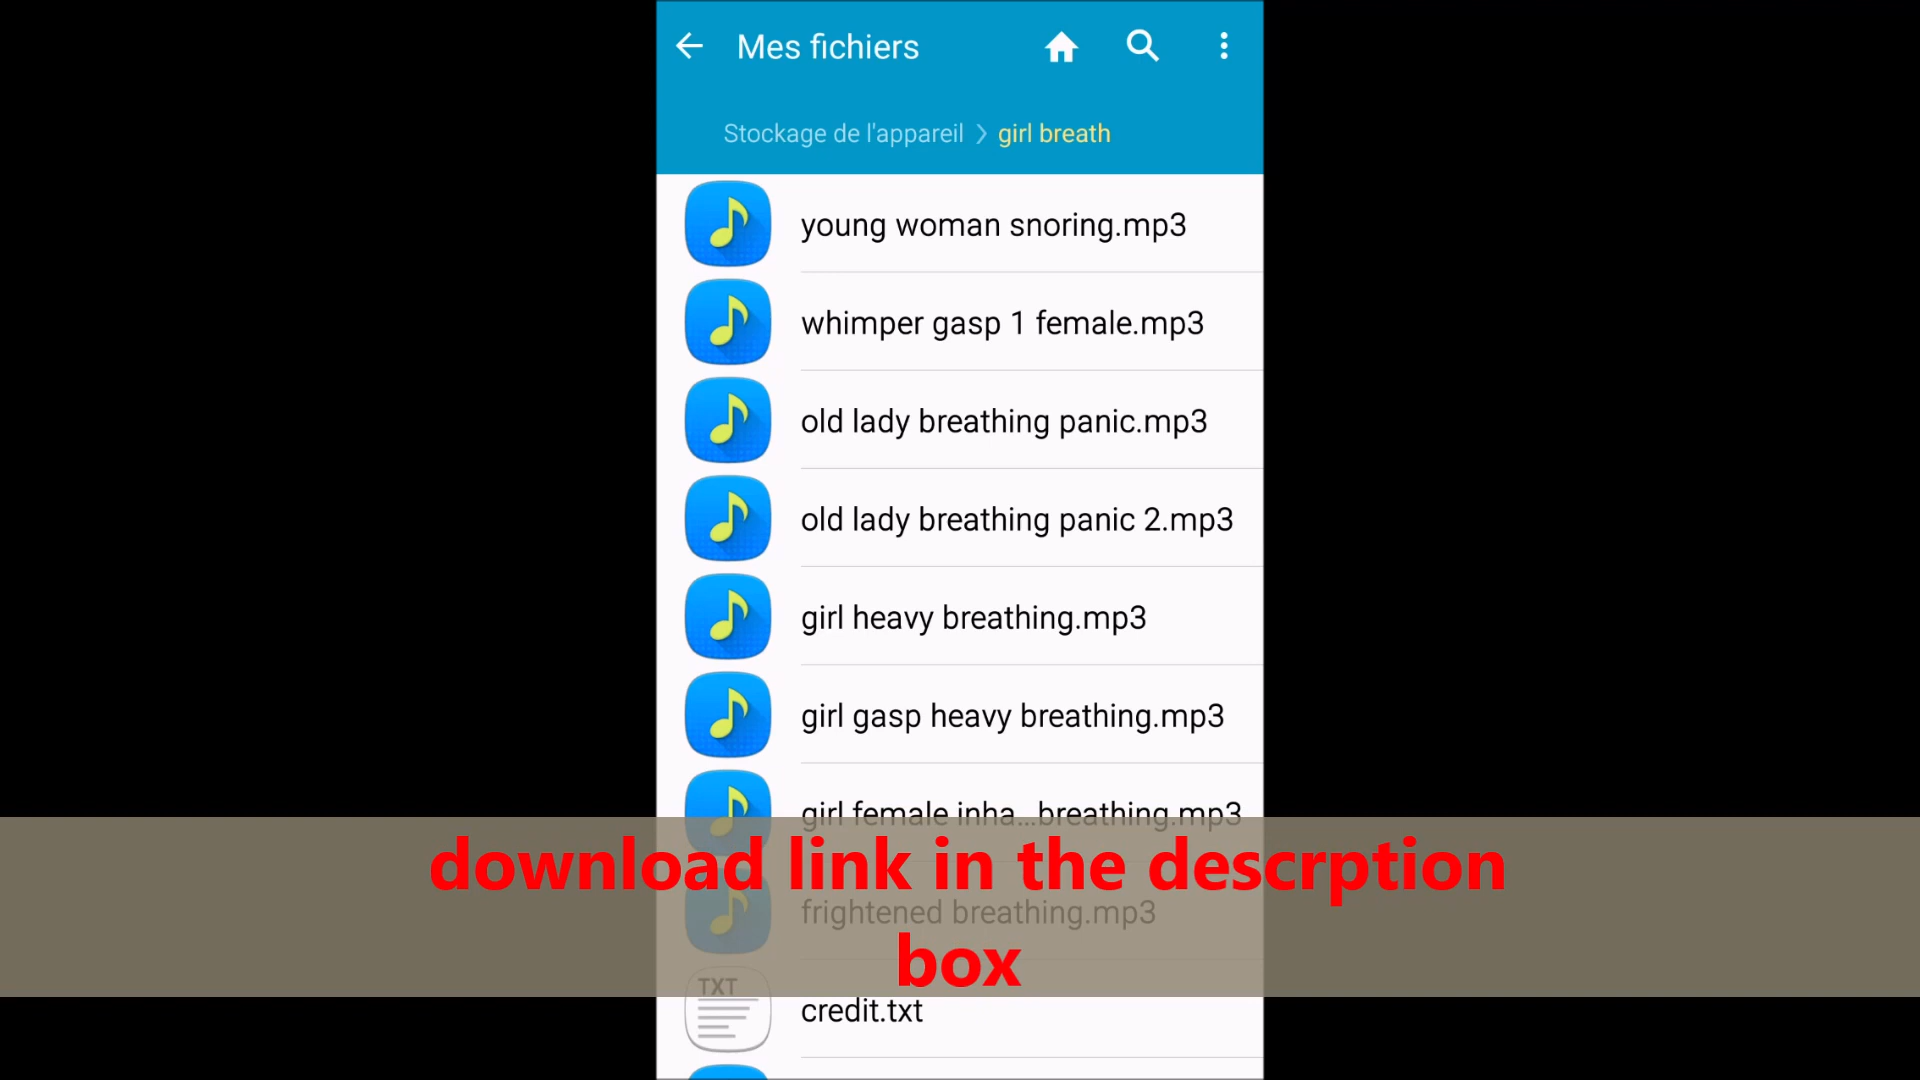 Mes fichiers
Stockage de l'appareil > girl breath
young woman snoring.mp3
whimper gasp 1 female.mp3
old lady breathing panic.mp3
old lady breathing panic 2.mp3
girl heavy breathing.mp3
girl gasp heavy breathing.mp3
girl female inha...breathing.mp3
download link in the descrption
frightened breathing.mp3
box
TXT
credit.txt